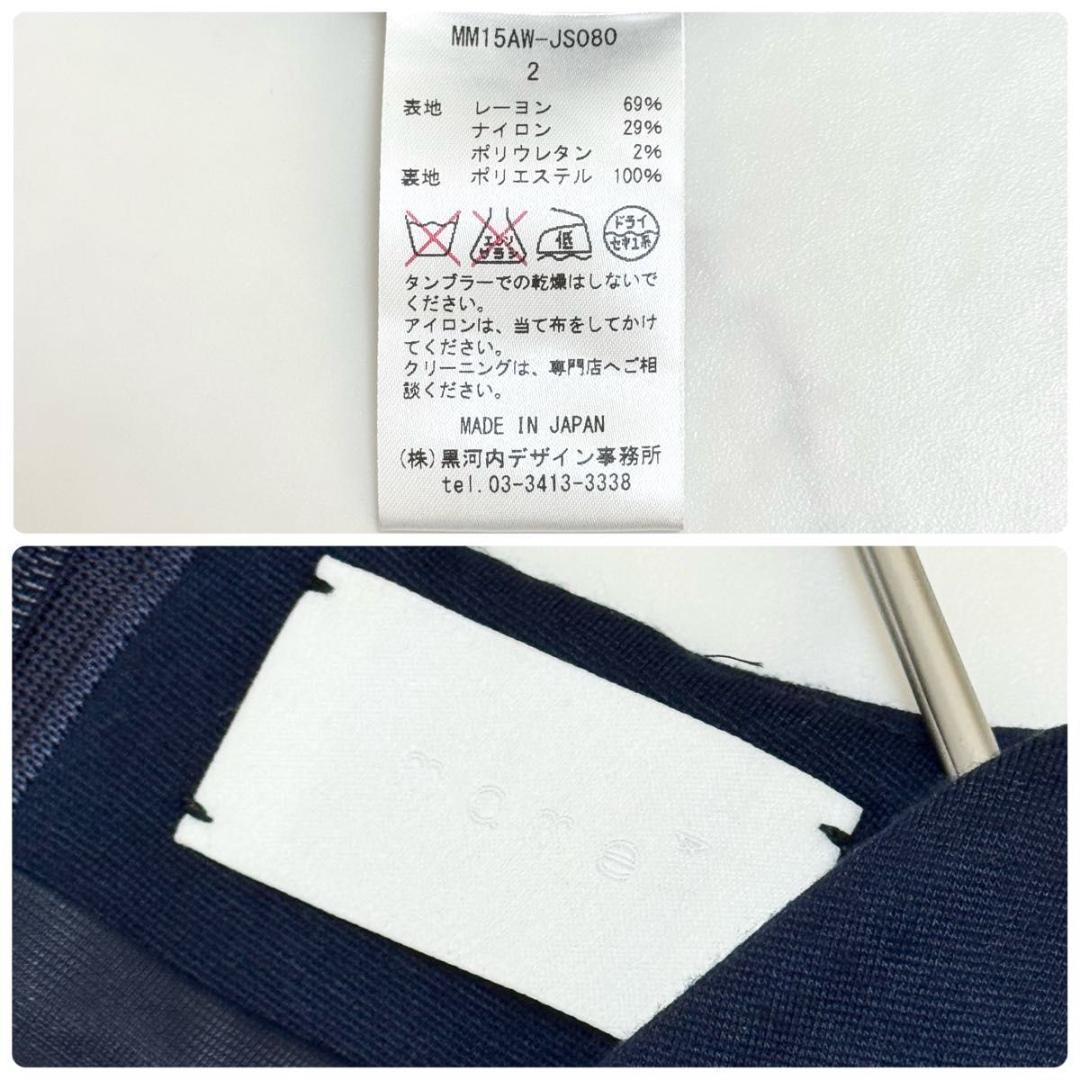 MM15AW-JS080
2
表地 レーヨン 69%
ナイロン 29%
ポリウレタン 2%
裏地 ポリエステル 100%
エンソ 低 ドライ
サラシ セキユ系
タンブラーでの乾燥はしないで
ください。
アイロンは、当て布をしてかけ
てください。
クリーニングは、専門店へご相
談ください。
MADE IN JAPAN
(株)黒河内デザイン事務所
tel.03-3413-3338
mame